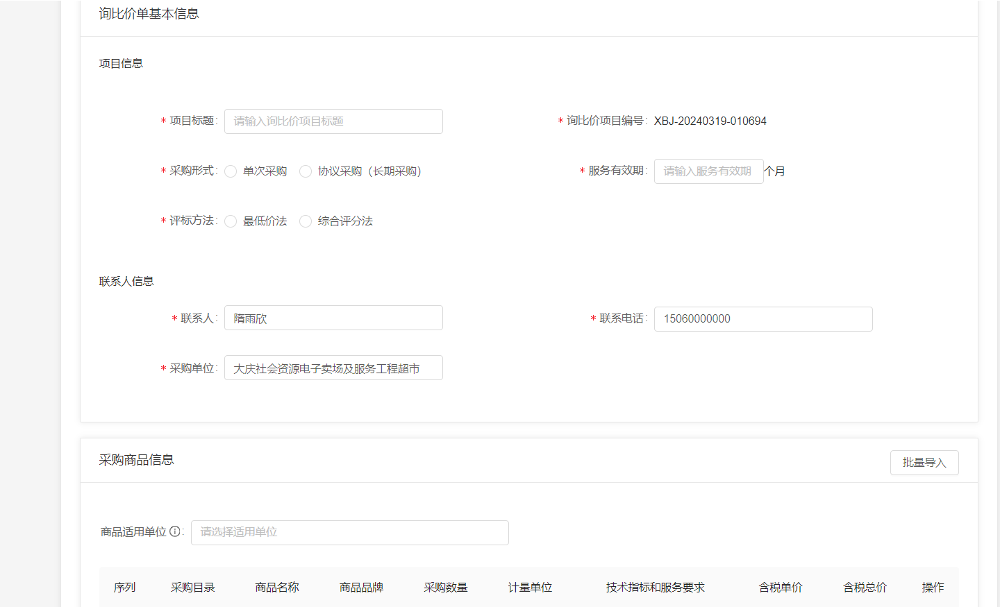 询比价单基本信息
项目信息
* 项目标题: 请输入询比价项目标题
* 询比价项目编号: XBJ-20240319-010694
* 采购形式: 单次采购 协议采购（长期采购）
* 服务有效期: 请输入服务有效期 个月
* 评标方法: 最低价法 综合评分法
联系人信息
* 联系人: 隋雨欣
* 联系电话: 15060000000
* 采购单位: 大庆社会资源电子卖场及服务工程超市
采购商品信息
批量导入
商品适用单位 : 请选择适用单位
序列 采购目录 商品名称 商品品牌 采购数量 计量单位 技术指标和服务要求 含税单价 含税总价 操作